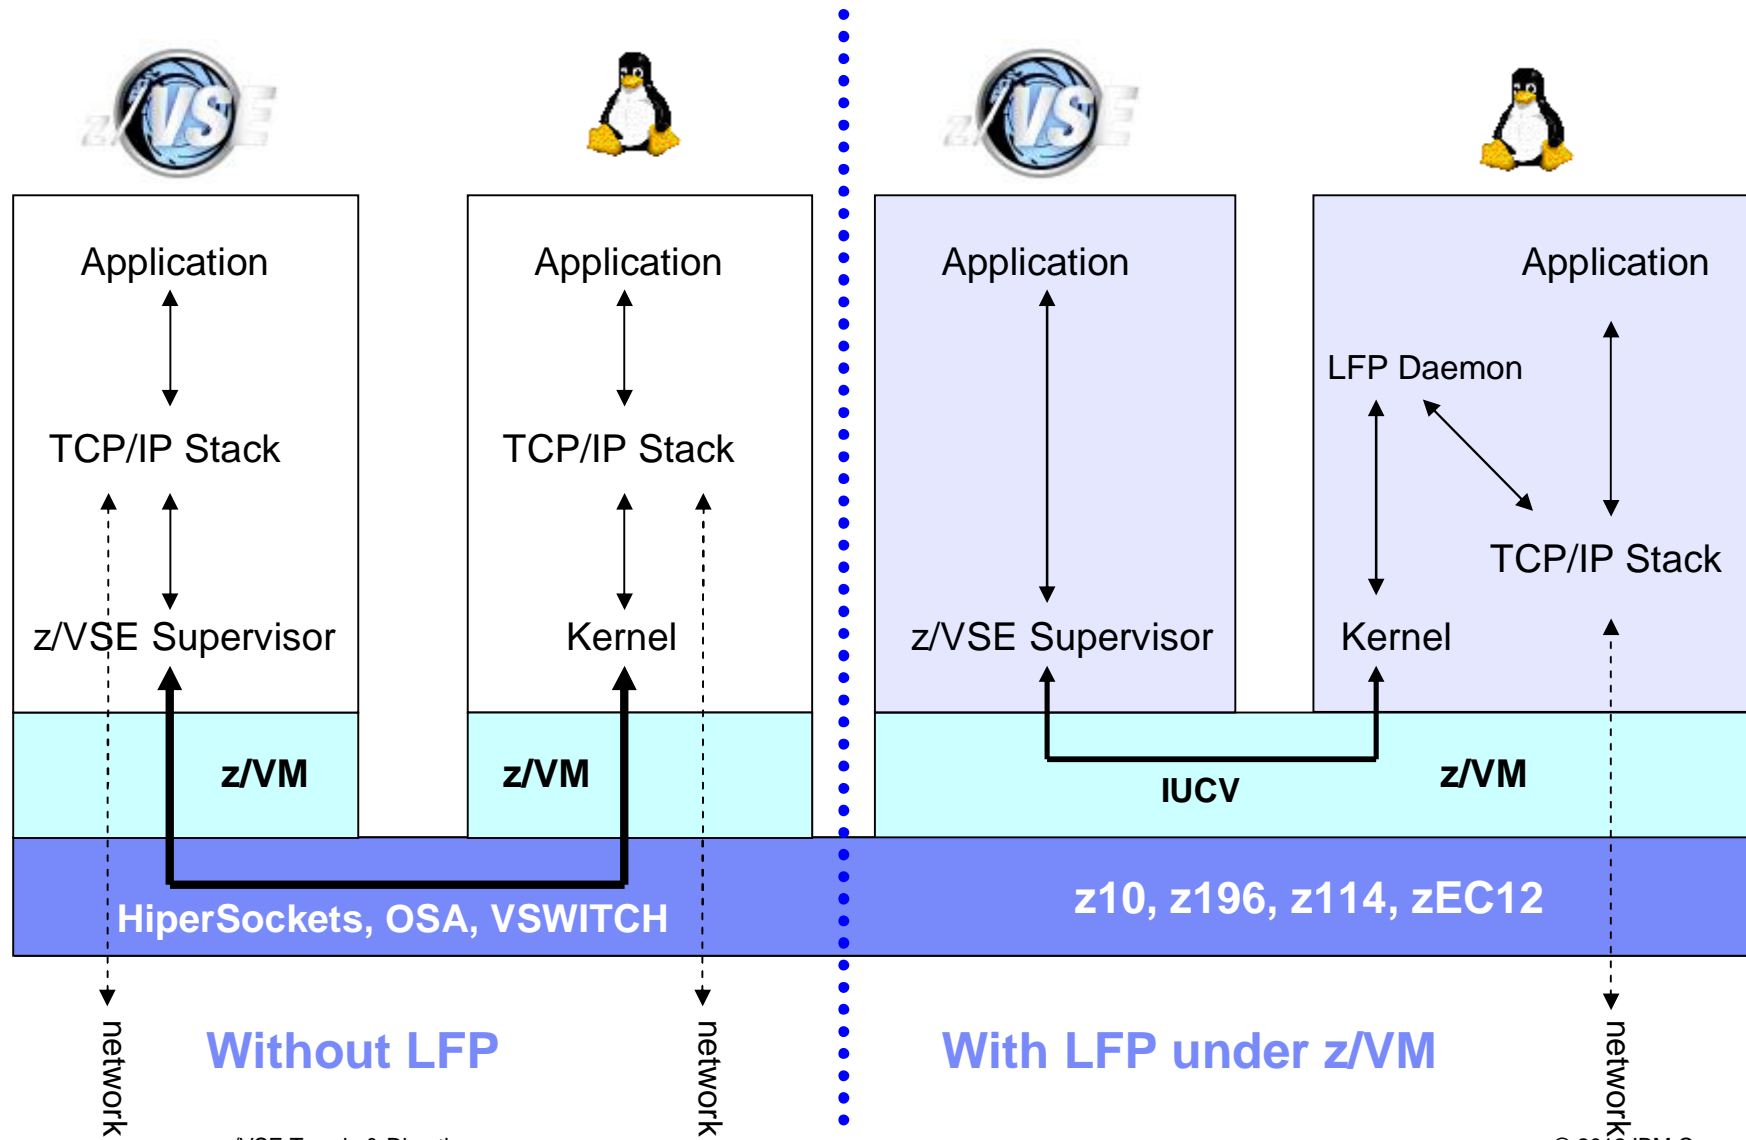 z/VSE
z/VSE
Application
Application
Application
Application
LFP Daemon
TCP/IP Stack
TCP/IP Stack
TCP/IP Stack
z/VSE Supervisor
Kernel
z/VSE Supervisor
Kernel
z/VM
z/VM
IUCV
z/VM
HiperSockets, OSA, VSWITCH
z10, z196, z114, zEC12
network
Without LFP
network
With LFP under z/VM
network